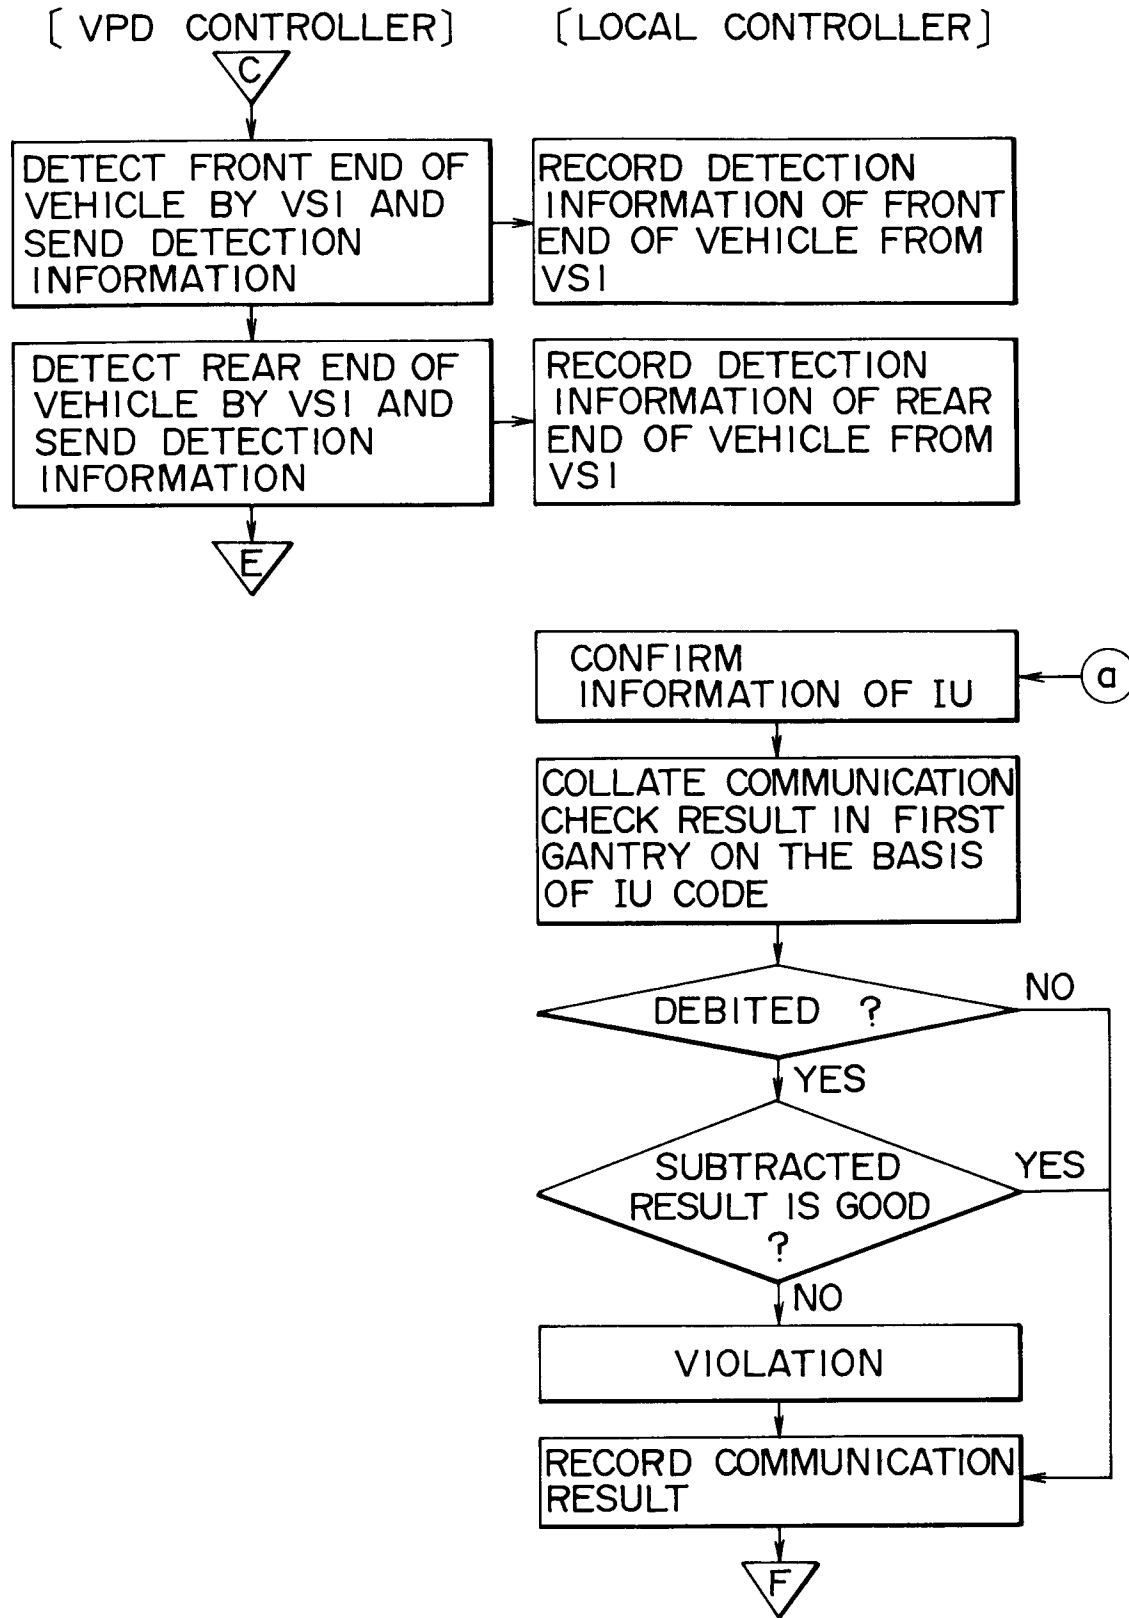 [ VPD CONTROLLER ]
[ LOCAL CONTROLLER ]
C
DETECT FRONT END OF
VEHICLE BY VSI AND
SEND DETECTION
INFORMATION
RECORD DETECTION
INFORMATION OF FRONT
END OF VEHICLE FROM
VSI
DETECT REAR END OF
VEHICLE BY VSI AND
SEND DETECTION
INFORMATION
RECORD DETECTION
INFORMATION OF REAR
END OF VEHICLE FROM
VSI
E
CONFIRM
INFORMATION OF IU
a
COLLATE COMMUNICATION
CHECK RESULT IN FIRST
GANTRY ON THE BASIS
OF IU CODE
DEBITED ?
NO
YES
SUBTRACTED
RESULT IS GOOD
?
YES
NO
VIOLATION
RECORD COMMUNICATION
RESULT
F